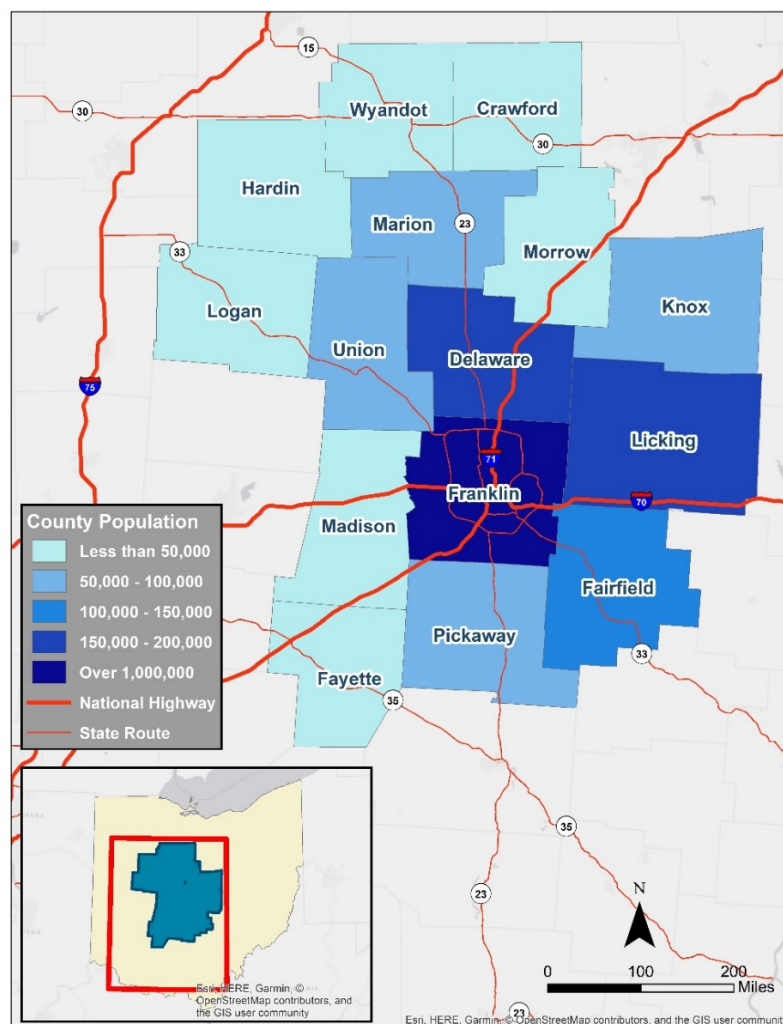 15
30
Wyandot
Crawford
30
Hardin
Marion
23
Morrow
33
Logan
Knox
Union
Delaware
75
Licking
71
Franklin
70
County Population
Less than 50,000
50,000 - 100,000
100,000 - 150,000
150,000 - 200,000
Over 1,000,000
National Highway
State Route
Madison
Fairfield
Pickaway
33
Fayette
35
35
23
N
0 100 200
Miles
23
Esri, HERE, Garmin, ©
OpenStreetMap contributors, and
the GIS user community
Esri, HERE, Garmin, © OpenStreetMap contributors, and the GIS user community